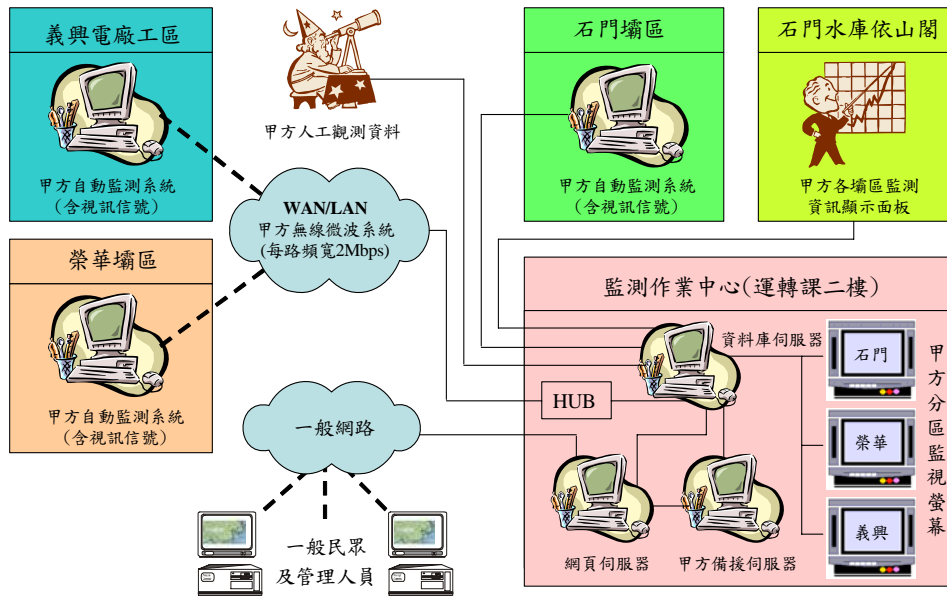 義興電廠工區
甲方自動監測系統
(含視訊信號)
甲方人工觀測資料
石門壩區
甲方自動監測系統
(含視訊信號)
石門水庫依山閣
甲方各壩區監測
資訊顯示面板
WAN/LAN
甲方無線微波系統
(每路頻寬2Mbps)
榮華壩區
甲方自動監測系統
(含視訊信號)
監測作業中心(運轉課二樓)
資料庫伺服器
HUB
石門
榮華
義興
甲方分區監視螢幕
網頁伺服器
甲方備援伺服器
一般網路
一般民眾
及管理人員